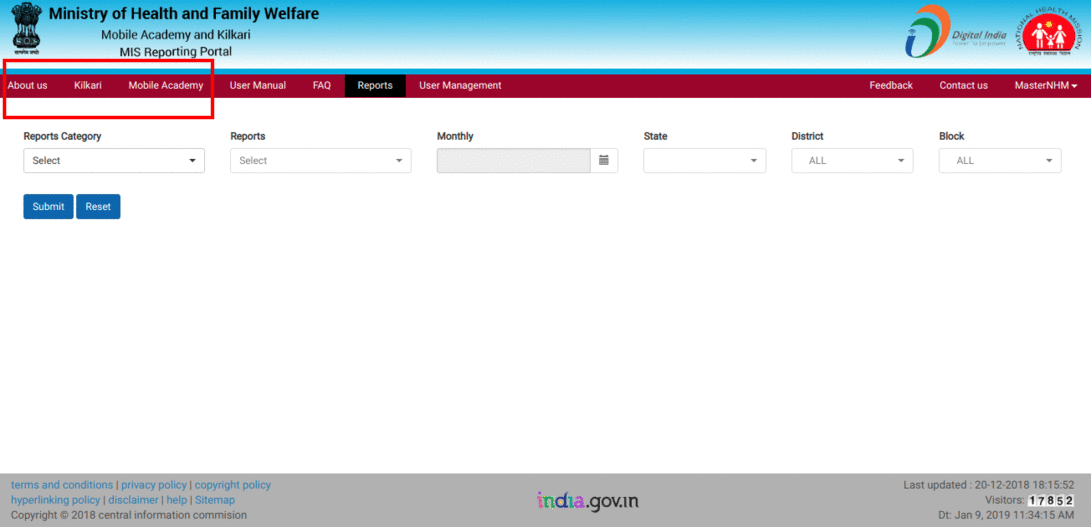 Ministry of Health and Family Welfare
Mobile Academy and Kilkari
MIS Reporting Portal
Digital India
Power To Empower
NATIONAL HEALTH MISSION
About us Kilkari Mobile Academy User Manual FAQ Reports User Management Feedback Contact us MasterNHM
Reports Category Reports Monthly State District Block
Select Select ALL ALL
Submit Reset
terms and conditions | privacy policy | copyright policy
hyperlinking policy | disclaimer | help | Sitemap
Copyright © 2018 central information commision
india.gov.in
Last updated : 20-12-2018 18:15:52
Visitors: 17852
Dt: Jan 9, 2019 11:34:15 AM